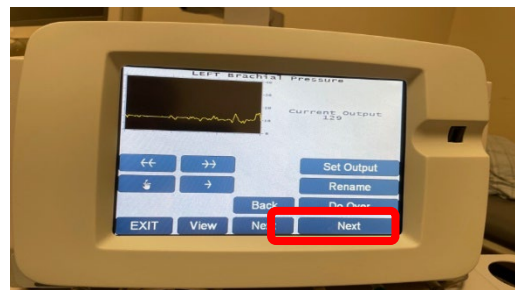 LEFT Brachial Pressure
Current Output
129
Set Output
Rename
Back Do Over
EXIT View Next